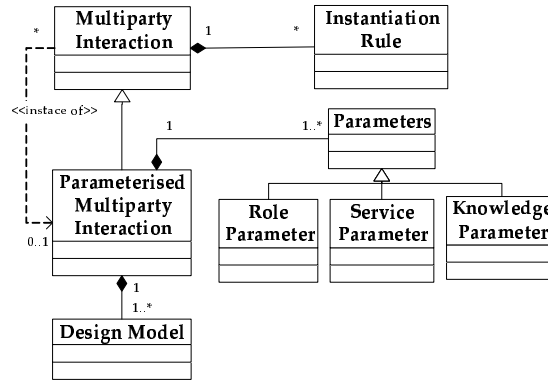 Multiparty
Interaction
Instantiation
Rule
*
1
*
<<instace of>>
1
1..*
Parameters
Parameterised
Multiparty
Interaction
Role
Parameter
Service
Parameter
Knowledge
Parameter
0..1
1
1..*
Design Model